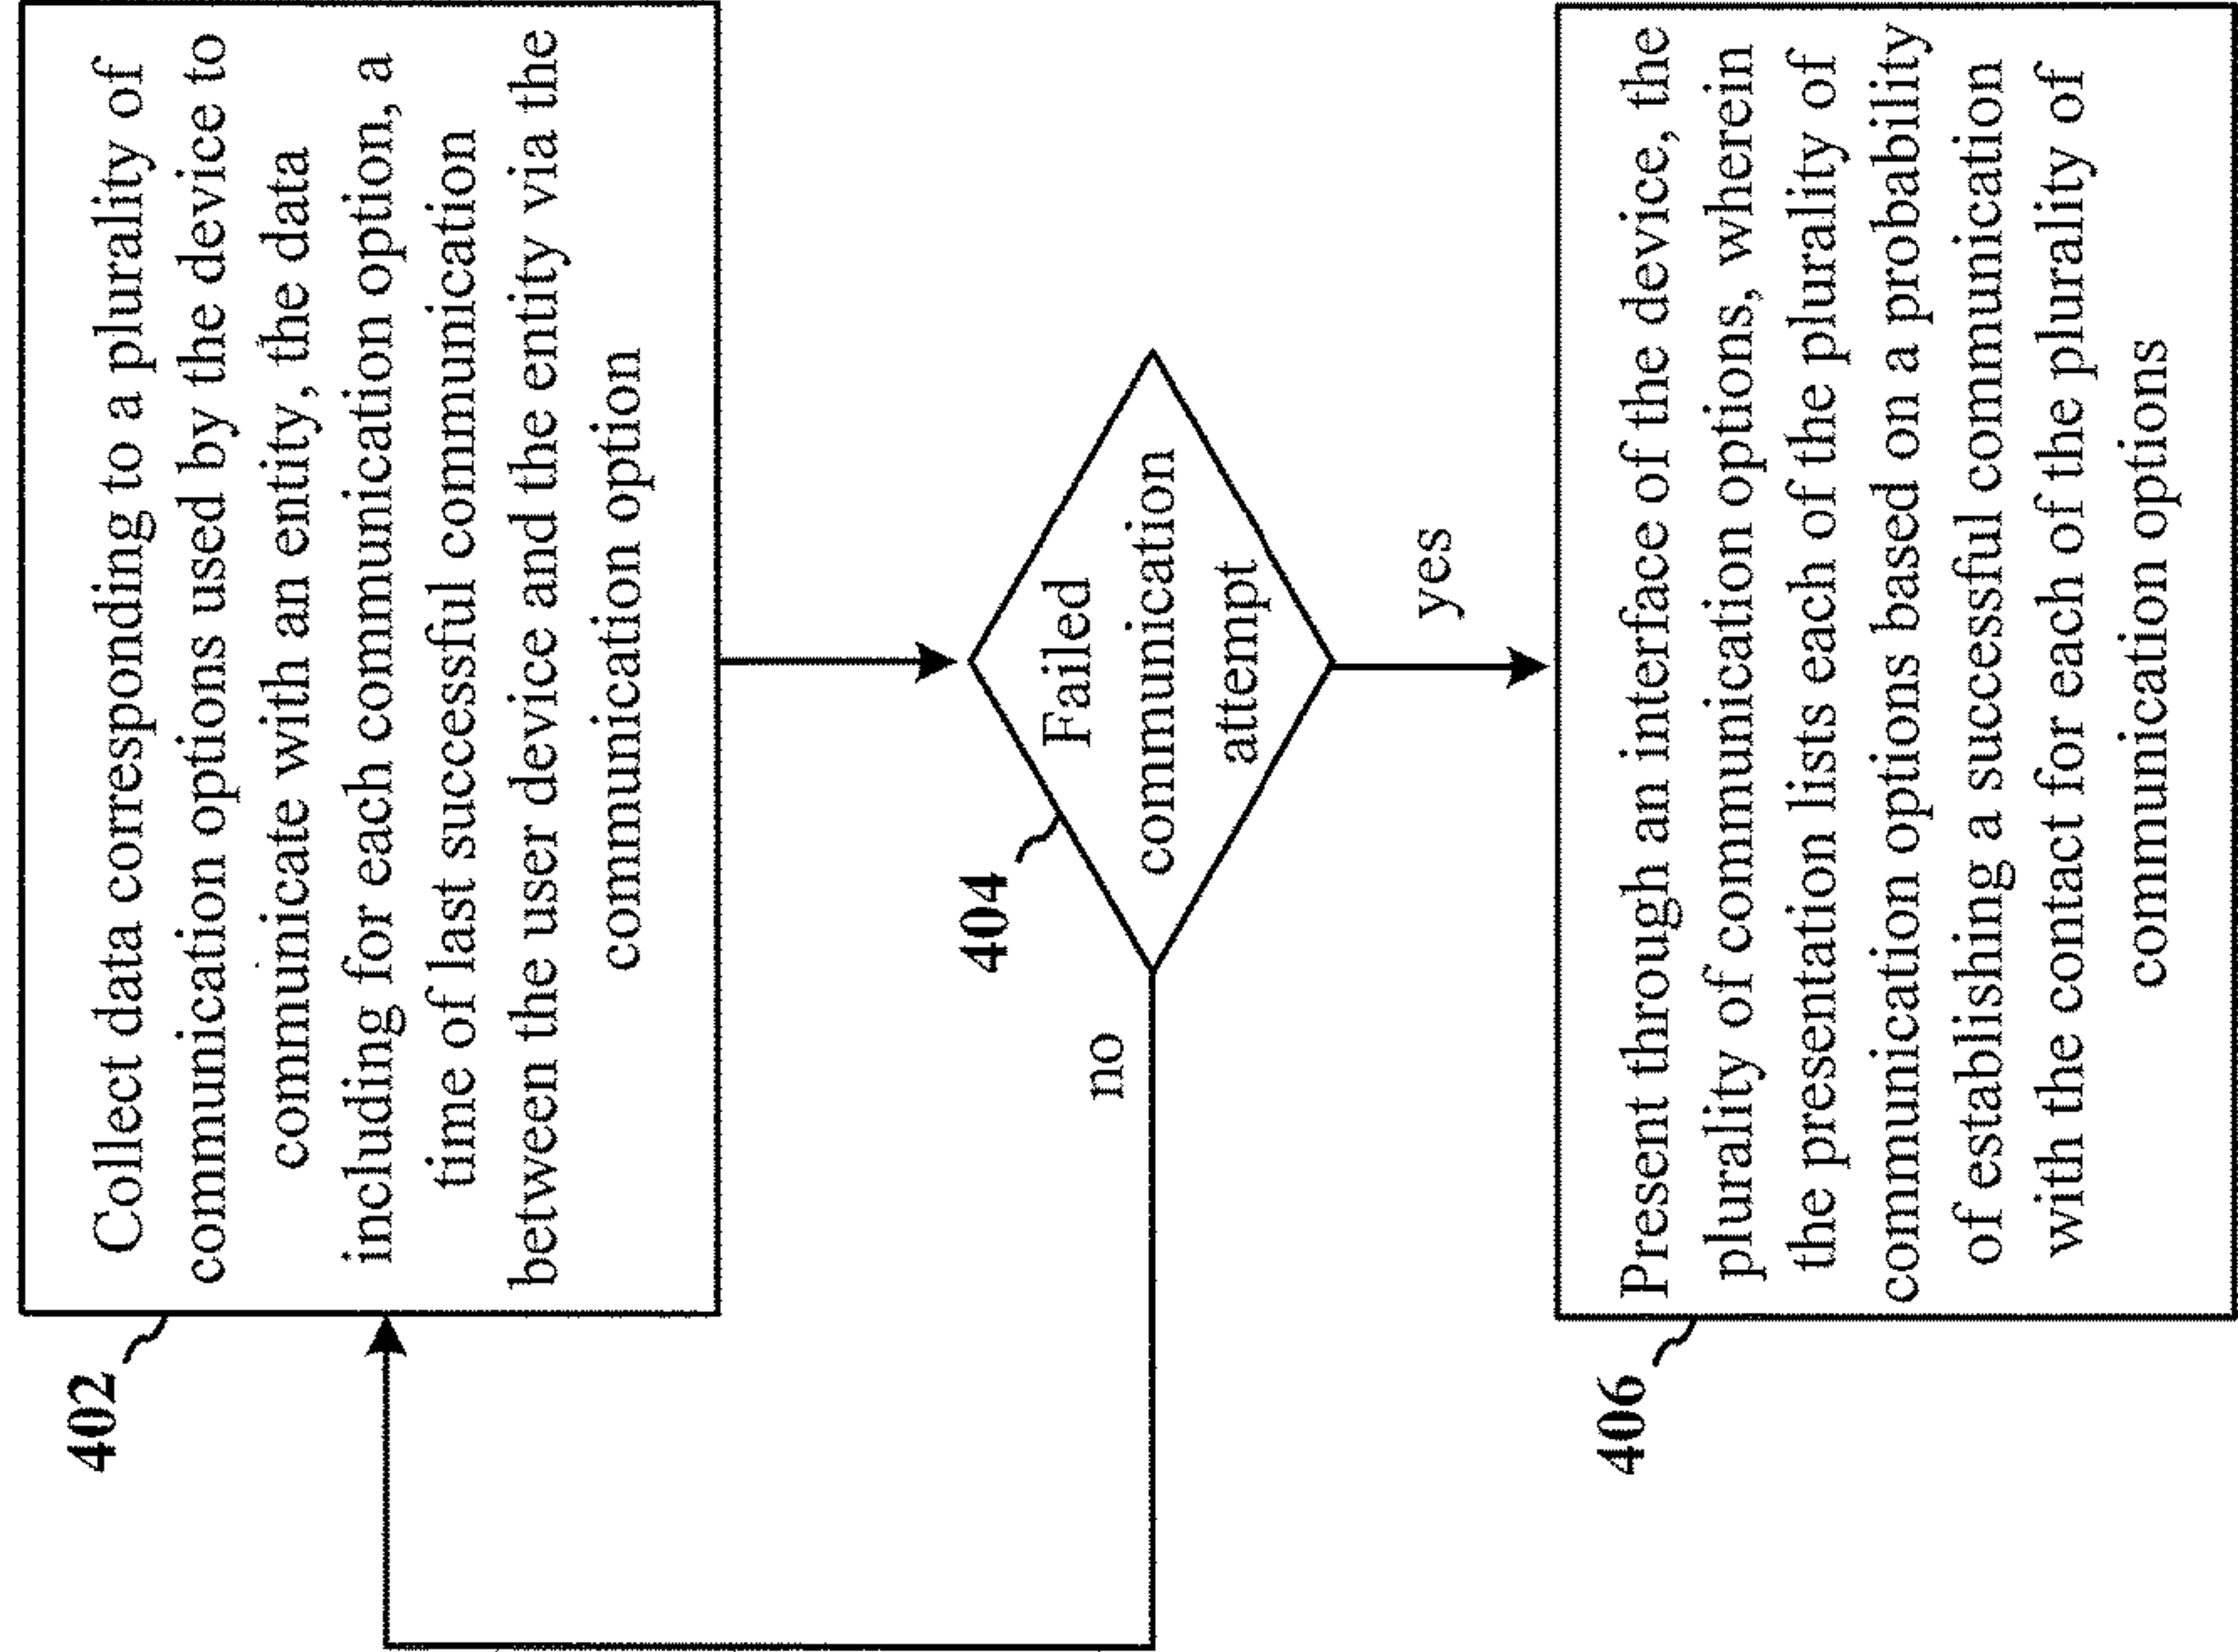 402
Collect data corresponding to a plurality of
communication options used by the device to
communicate with an entity, the data
including for each communication option, a
time of last successful communication
between the user device and the entity via the
communication option
404
Failed
communication
attempt
no
yes
406
Present through an interface of the device, the
plurality of communication options, wherein
the presentation lists each of the plurality of
communication options based on a probability
of establishing a successful communication
with the contact for each of the plurality of
communication options